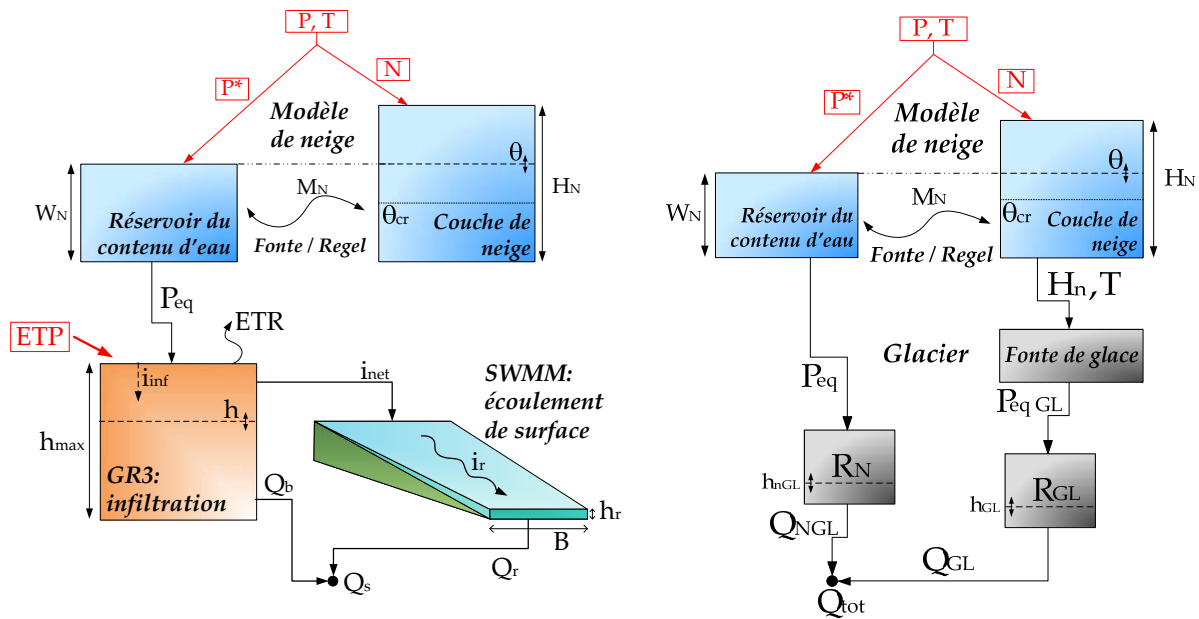 P, T
P*
N
Modèle
de neige
θ
HN
WN
MN
θcr
Réservoir du
contenu d'eau
Couche de
neige
Fonte / Regel
Peq
ETR
ETP
iinf
inet
SWMM:
écoulement
de surface
h
hmax
ir
GR3:
infiltration
Qb
hr
B
Qr
Qs
P, T
P*
N
Modèle
de neige
θ
HN
WN
MN
θcr
Réservoir du
contenu d'eau
Couche de
neige
Fonte / Regel
Hn, T
Glacier
Fonte de glace
Peq
Peq GL
RN
hnGL
RGL
hGL
QNGL
QGL
Qtot